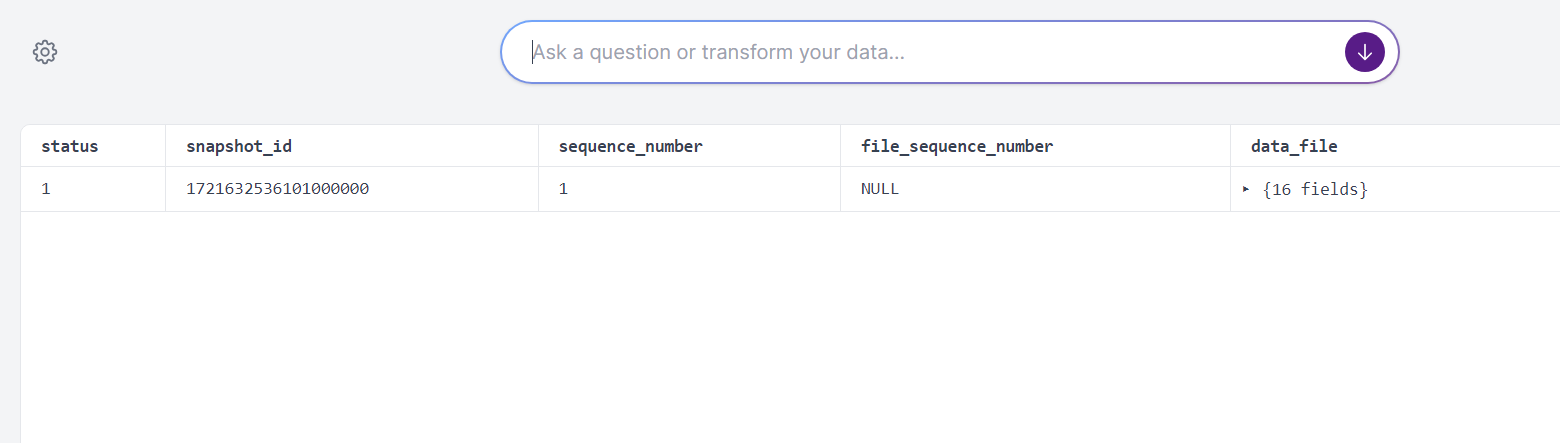 Ask a question or transform your data...
status snapshot_id sequence_number file_sequence_number data_file
1 1721632536101000000 1 NULL ▸ {16 fields}